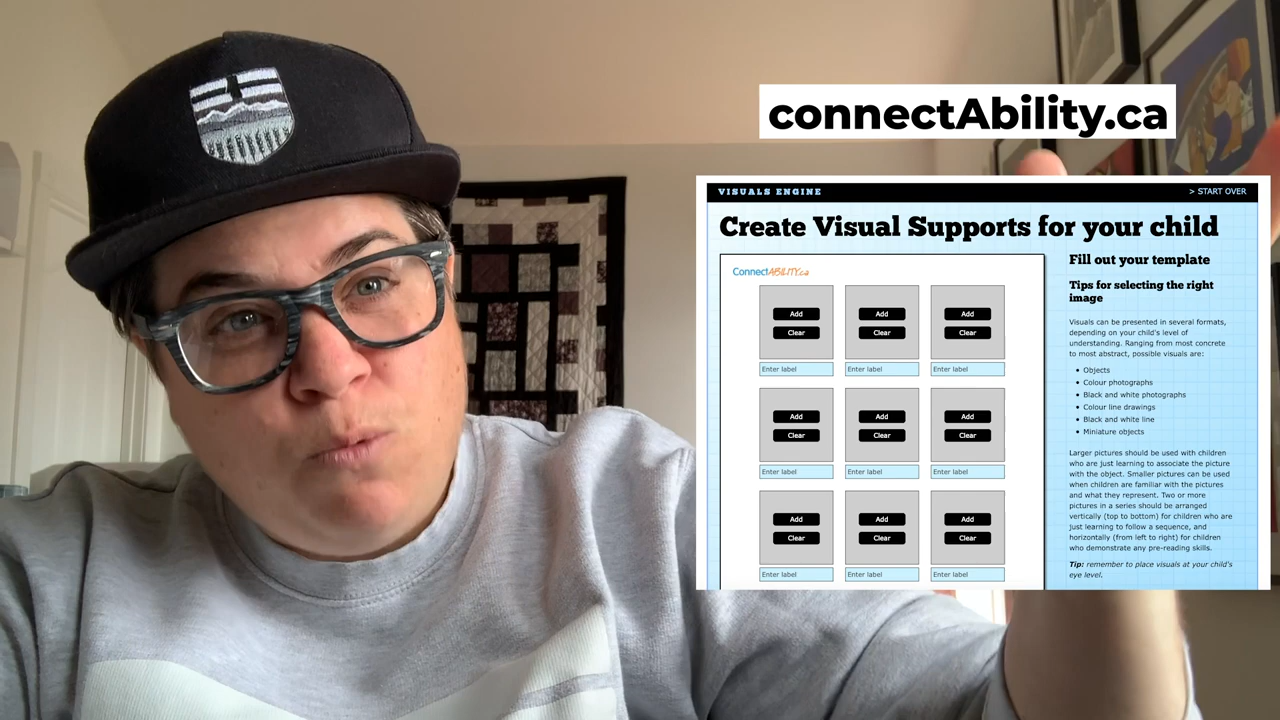 connectAbility.ca
VISUALS ENGINE
> START OVER
Create Visual Supports for your child
ConnectABILITY.ca
Add
Add
Add
Clear
Clear
Clear
Enter label
Enter label
Enter label
Add
Add
Add
Clear
Clear
Clear
Enter label
Enter label
Enter label
Add
Add
Add
Clear
Clear
Clear
Enter label
Enter label
Enter label
Fill out your template
Tips for selecting the right
image
Visuals can be presented in several formats,
depending on your child's level of
understanding. Ranging from most concrete
to most abstract, possible visuals are:
• Objects
• Colour photographs
• Black and white photographs
• Colour line drawings
• Black and white line
• Miniature objects
Larger pictures should be used with children
who are just learning to associate the picture
with the object. Smaller pictures can be used
when children are familiar with the pictures
and what they represent. Two or more
pictures in a series should be arranged
vertically (top to bottom) for children who are
just learning to follow a sequence, and
horizontally (from left to right) for children
who demonstrate any pre-reading skills.
Tip: remember to place visuals at your child's
eye level.